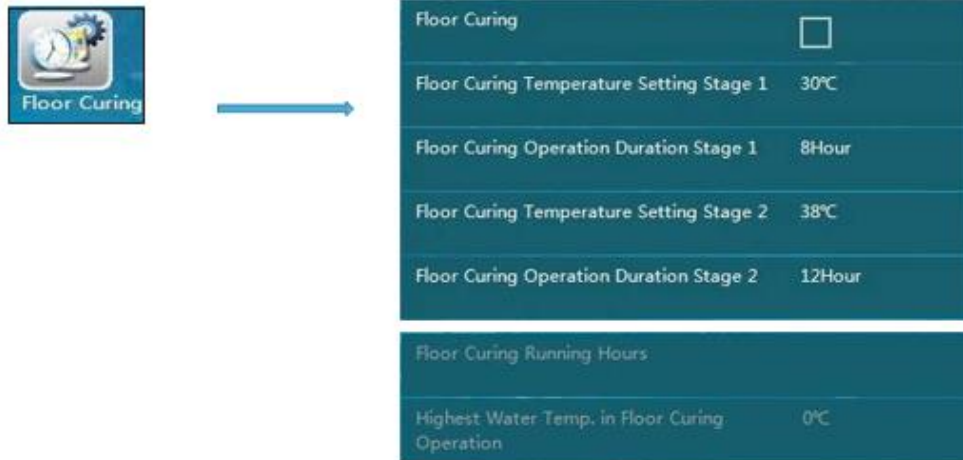 Floor Curing
Floor Curing
Floor Curing Temperature Setting Stage 1 30℃
Floor Curing Operation Duration Stage 1 8Hour
Floor Curing Temperature Setting Stage 2 38℃
Floor Curing Operation Duration Stage 2 12Hour
Floor Curing Running Hours
Highest Water Temp. in Floor Curing 0℃
Operation